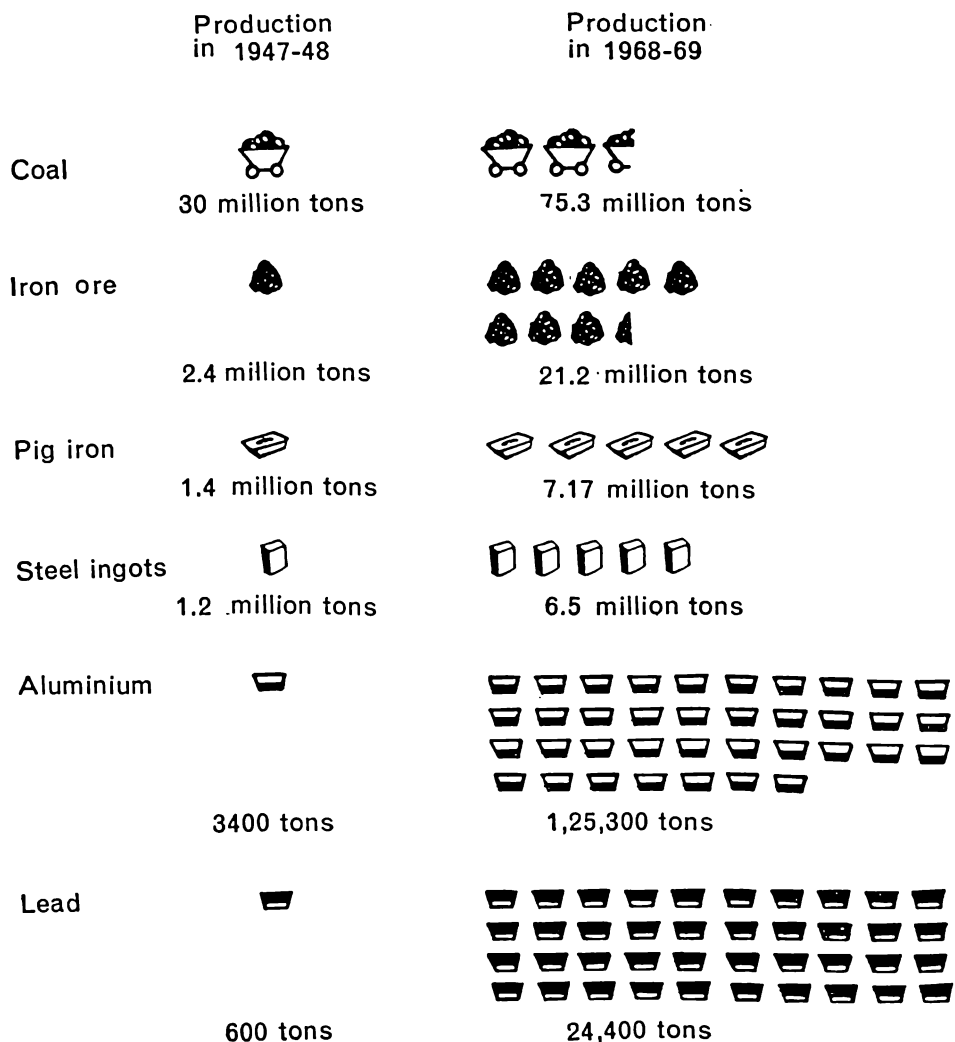 Production
in 1947-48
Production
in 1968-69
Coal
30 million tons
75.3 million tons
Iron ore
2.4 million tons
21.2 million tons
Pig iron
1.4 million tons
7.17 million tons
Steel ingots
1.2 million tons
6.5 million tons
Aluminium
3400 tons
1,25,300 tons
Lead
600 tons
24,400 tons